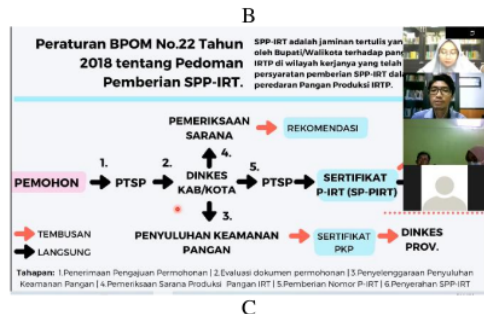 B
Peraturan BPOM No.22 Tahun
2018 tentang Pedoman
Pemberian SPP-IRT.
SPP-IRT adalah jaminan tertulis yan
oleh Bupati/Walikota terhadap pan
IRTP di wilayah kerjanya yang telah
persyaratan pemberian SPP-IRT dal
peredaran Pangan Produksi IRTP.
PEMERIKSAAN
SARANA
REKOMENDASI
4.
1.
2.
5.
PEMOHON
PTSP
DINKES
KAB/KOTA
PTSP
SERTIFIKAT
P-IRT (SP-PIRT)
3.
TEMBUSAN
LANGSUNG
PENYULUHAN KEAMANAN
PANGAN
SERTIFIKAT
PKP
DINKES
PROV.
Tahapan: 1.Penerimaan Pengajuan Permohonan | 2.Evaluasi dokumen permohonan | 3.Penyelenggaraan Penyuluhan
Keamanan Pangan | 4.Pemeriksaan Sarana Produksi Pangan IRT | 5.Pemberian Nomor P-IRT | 6.Penyerahan SPP-IRT
C